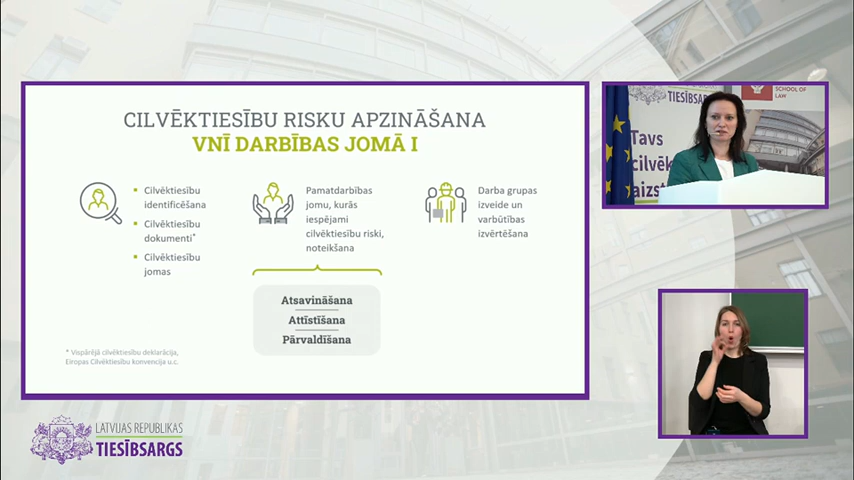 CILVĒKTIESĪBU RISKU APZINĀŠANA
VNĪ DARBĪBAS JOMĀ I
Cilvēktiesību
identificēšana
Cilvēktiesību
dokumenti*
Cilvēktiesību
jomas
Pamatdarbības
jomu, kurās
iespējami
cilvēktiesību riski,
noteikšana
Darba grupas
izveide un
varbūtības
izvērtēšana
Atsavināšana
Attīstīšana
Pārvaldīšana
* Vispārējā cilvēktiesību deklarācija,
Eiropas Cilvēktiesību konvencija u.c.
TIESĪBSARGS
SCHOOL OF
LAW
Tavs
cilvēk
aizst
LATVIJAS REPUBLIKAS
TIESĪBSARGS